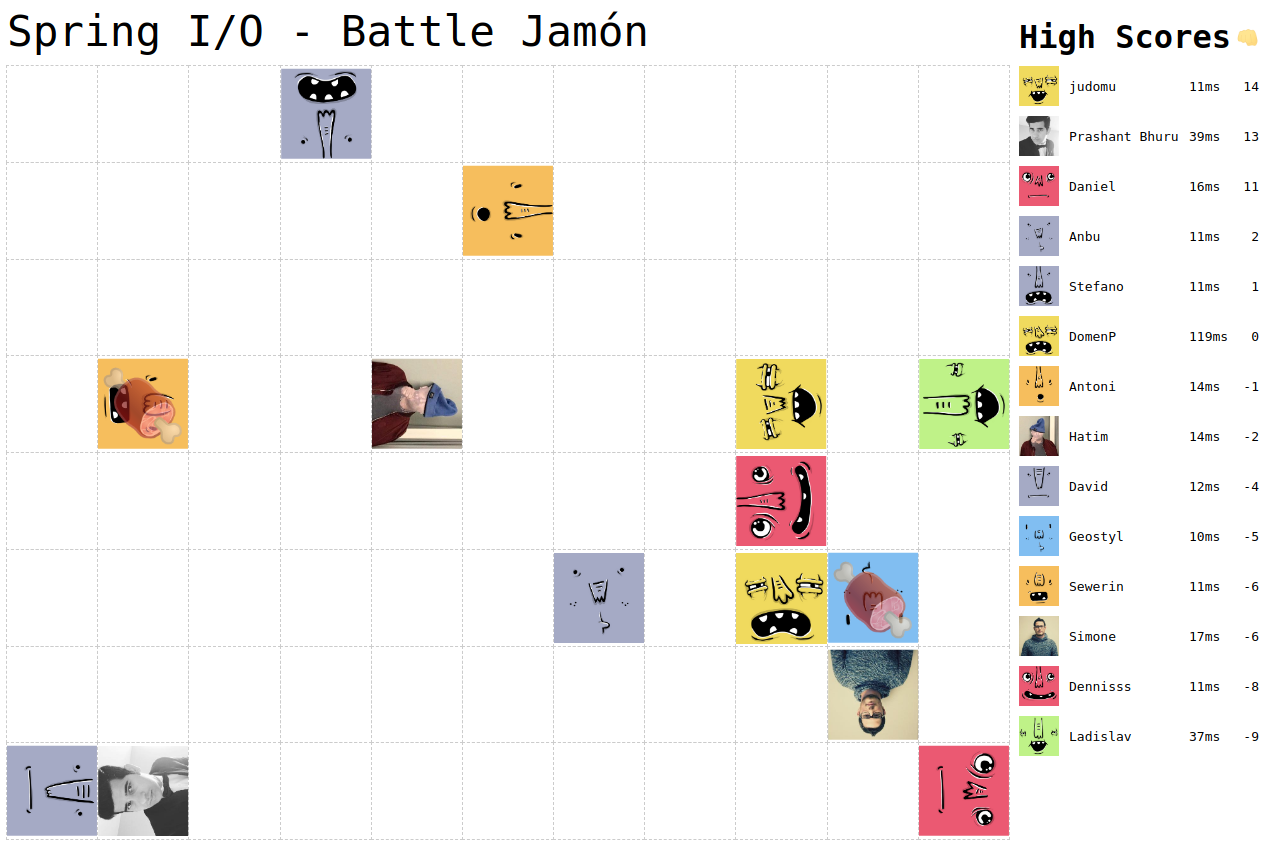 Spring I/O - Battle Jamón
High Scores
judomu 11ms 14
Prashant Bhuru 39ms 13
Daniel 16ms 11
Anbu 11ms 2
Stefano 11ms 1
DomenP 119ms 0
Antoni 14ms -1
Hatim 14ms -2
David 12ms -4
Geostyl 10ms -5
Sewerin 11ms -6
Simone 17ms -6
Dennisss 11ms -8
Ladislav 37ms -9